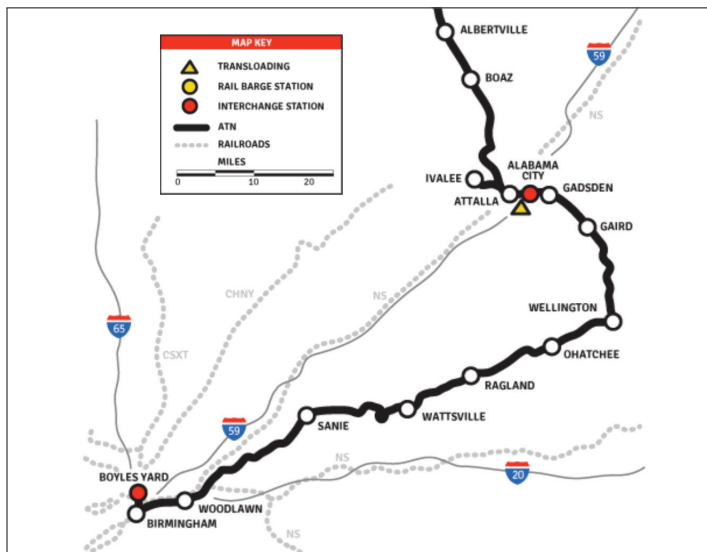 MAP KEY
TRANSLOADING
RAIL BARGE STATION
INTERCHANGE STATION
ATN
RAILROADS
MILES
0 10 20
ALBERTVILLE
59
BOAZ
NS
ALABAMA
CITY
IVALEE
ATTALLA
GADSDEN
GAIRD
CHNY
NS
WELLINGTON
65
CSXT
OHATCHEE
RAGLAND
WATTSVILLE
SANIE
59
NS
20
BOYLES YARD
WOODLAWN
BIRMINGHAM
NS